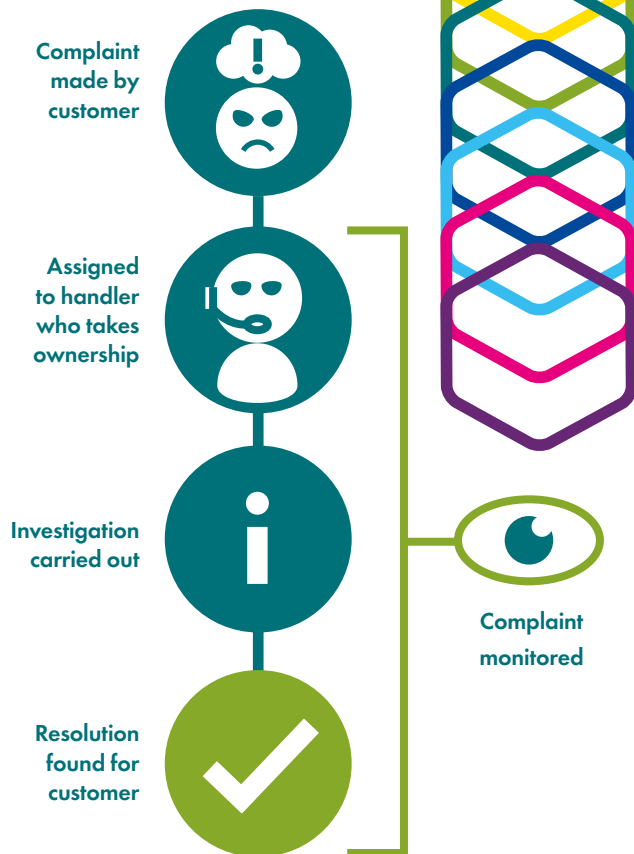 Complaint
made by
customer
Assigned
to handler
who takes
ownership
Investigation
carried out
Complaint
monitored
Resolution
found for
customer